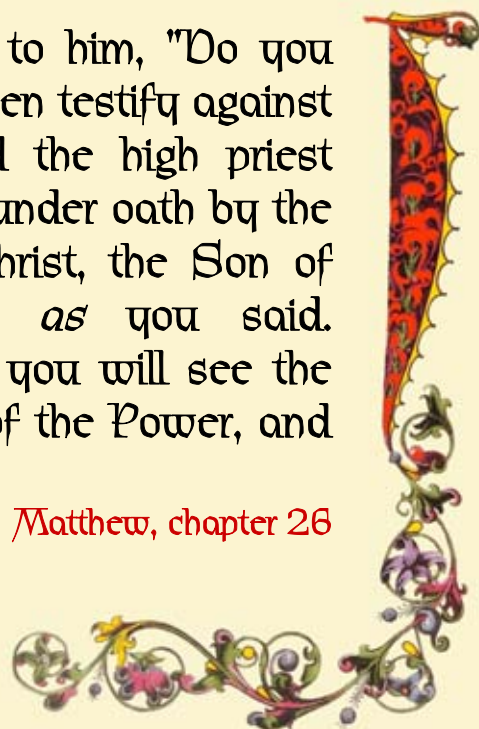 to him, "Do you
en testify against
the high priest
under oath by the
hrist, the Son of
as you said.
you will see the
of the Power, and
Matthew, chapter 26